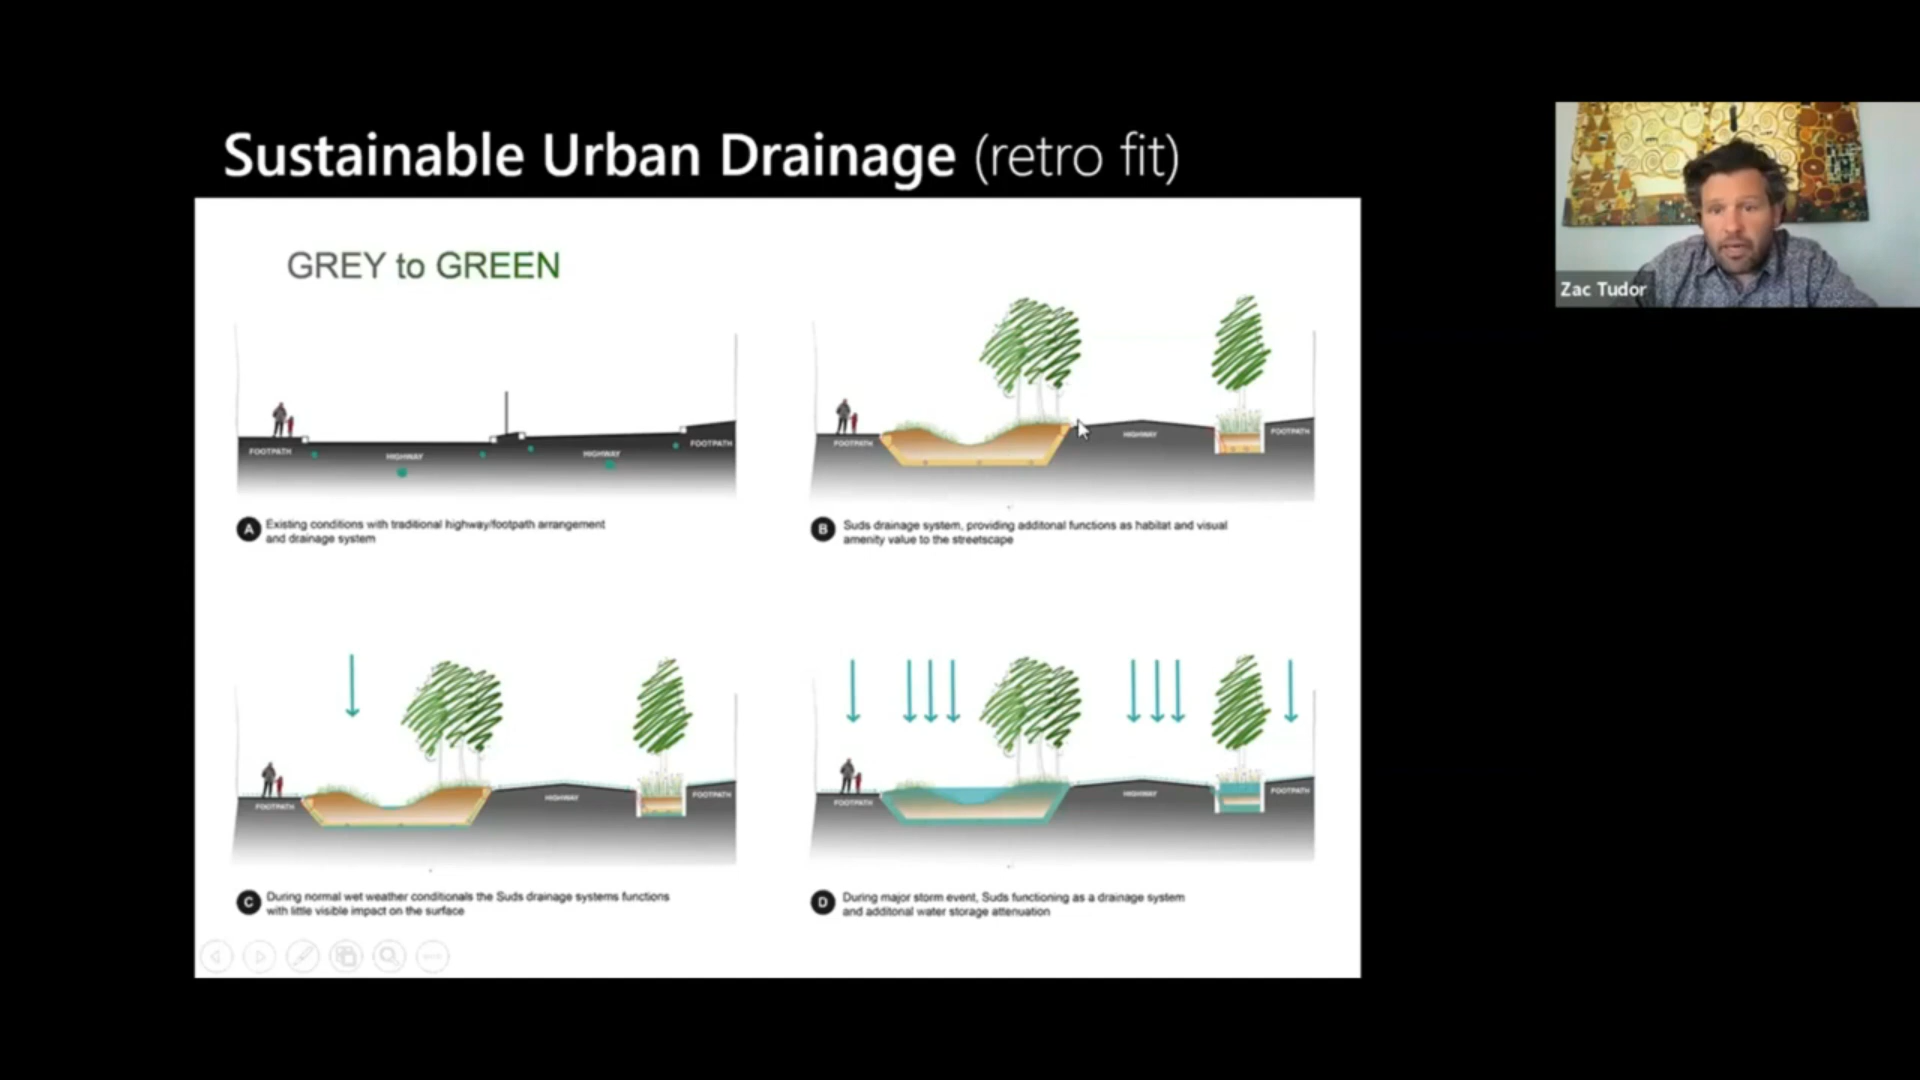 Sustainable Urban Drainage (retro fit)
Zac Tudor
GREY to GREEN
FOOTPATH
HIGHWAY
HIGHWAY
FOOTPATH
FOOTPATH
HIGHWAY
FOOTPATH
A Existing conditions with traditional highway/footpath arrangement
and drainage system
B Suds drainage system, providing additonal functions as habitat and visual
amenity value to the streetscape
FOOTPATH
HIGHWAY
FOOTPATH
FOOTPATH
HIGHWAY
FOOTPATH
C During normal wet weather conditionals the Suds drainage systems functions
with little visible impact on the surface
D During major storm event, Suds functioning as a drainage system
and additonal water storage attenuation